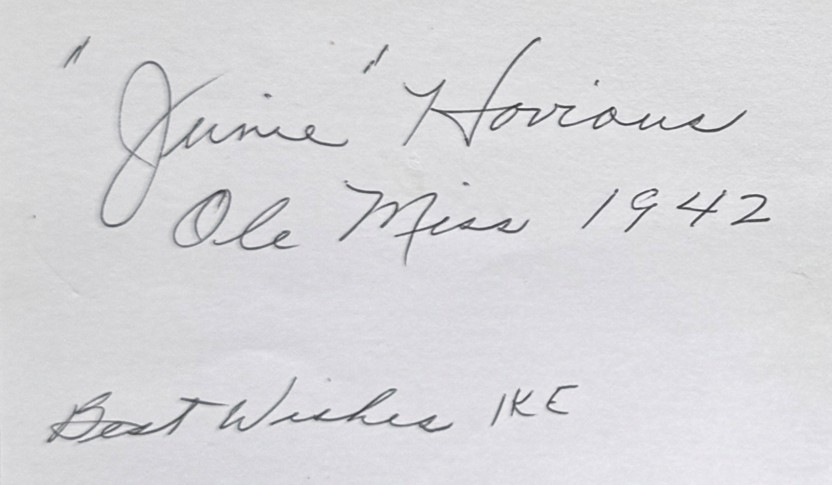 "Junie" Hovious
Ole Miss 1942
Best Wishes IKE